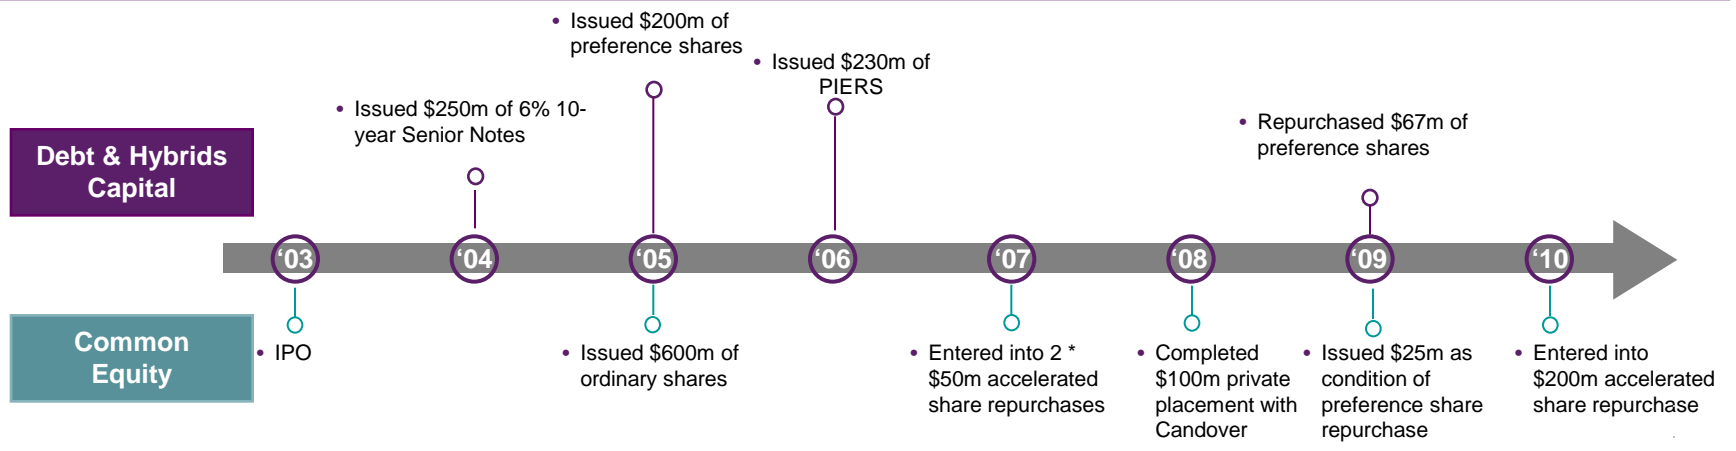 • Issued $200m of
preference shares
• Issued $230m of
PIERS
• Issued $250m of 6% 10-
year Senior Notes
• Repurchased $67m of
preference shares
Debt & Hybrids
Capital
‘03
‘04
‘05
‘06
‘07
‘08
‘09
‘10
Common
Equity
• IPO
• Issued $600m of
ordinary shares
• Entered into 2 *
$50m accelerated
share repurchases
• Completed
$100m private
placement with
Candover
• Issued $25m as
condition of
preference share
repurchase
• Entered into
$200m accelerated
share repurchase